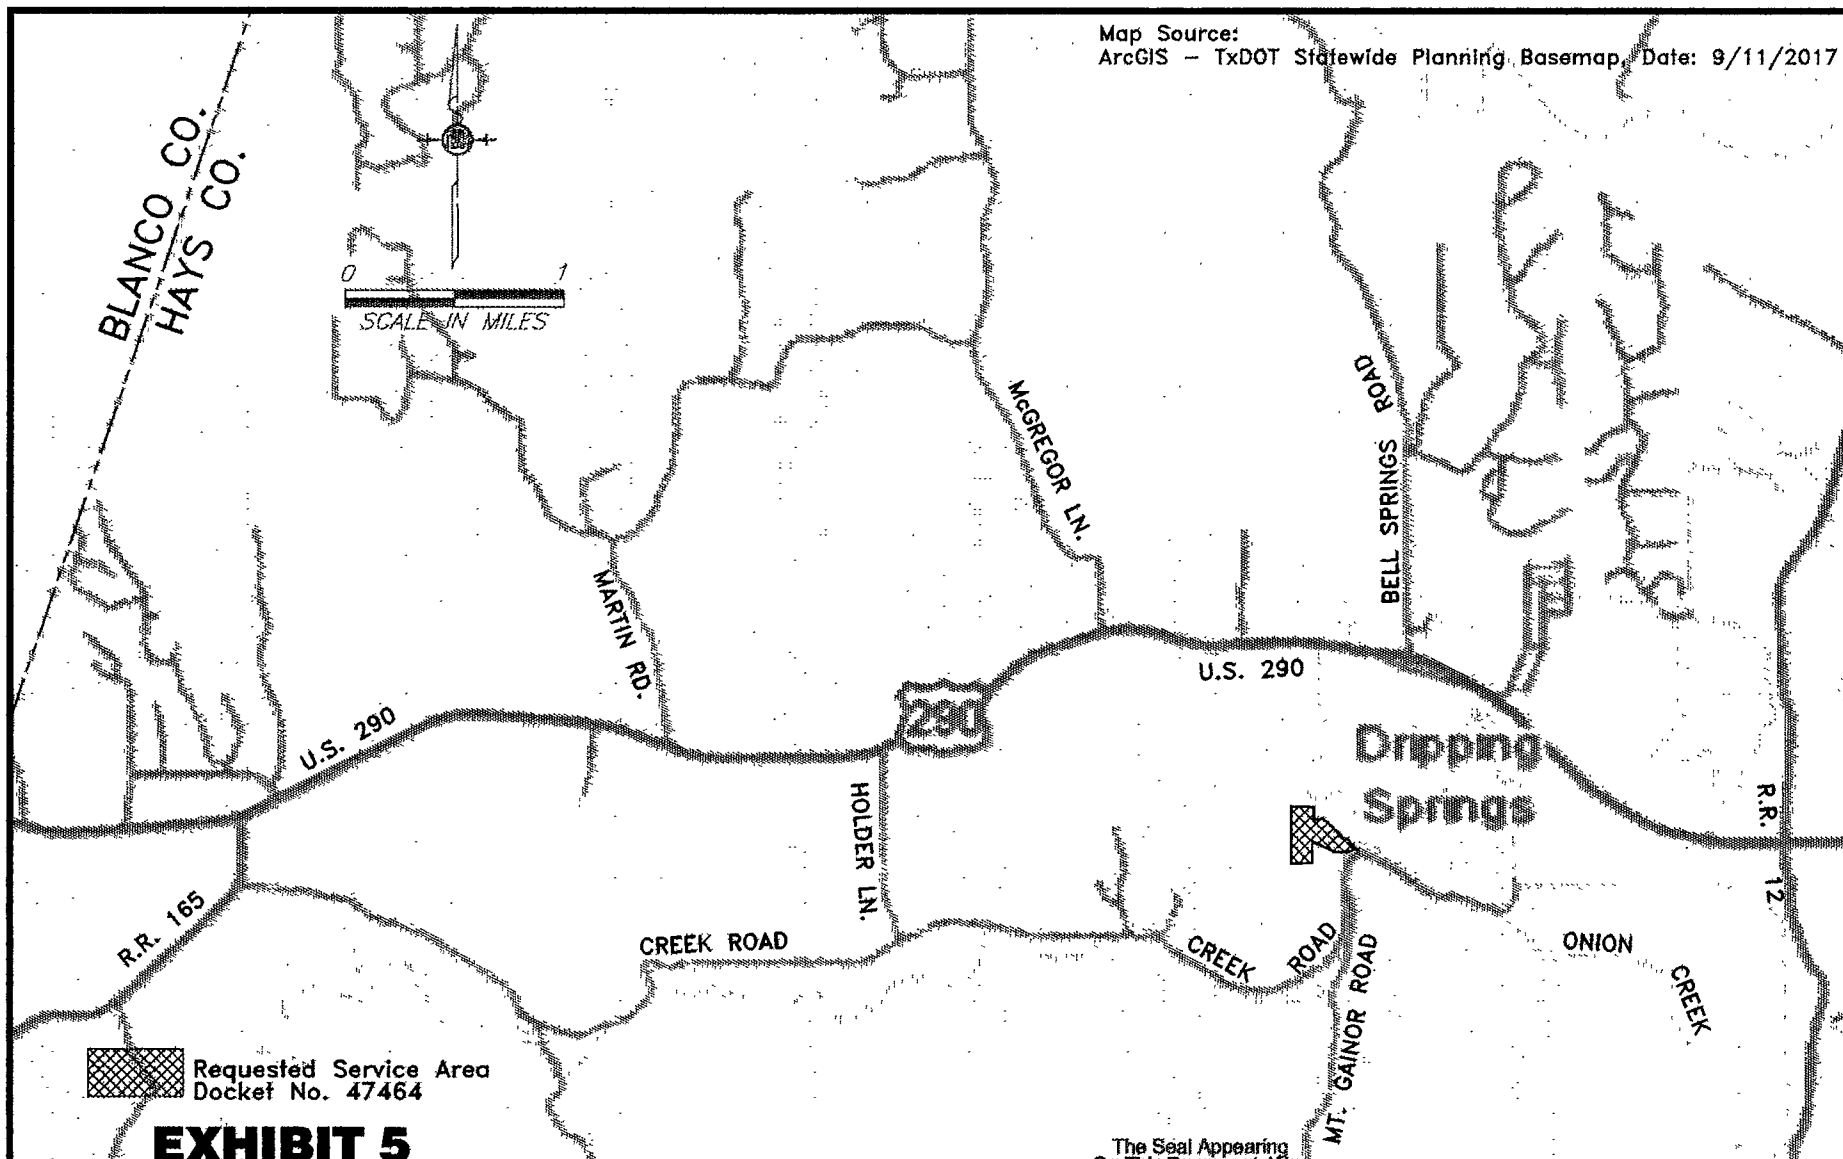 Map Source:
ArcGIS – TxDOT Statewide Planning Basemap, Date: 9/11/2017
BLANCO CO.
HAYS CO.
0 1
SCALE IN MILES
McGREGOR LN.
BELL SPRINGS ROAD
MARTIN RD.
U.S. 290
290
U.S. 290
Dripping
Springs
R.R. 12
HOLDER LN.
R.R. 165
CREEK ROAD
CREEK ROAD
MT. GAINOR ROAD
ONION CREEK
Requested Service Area
Docket No. 47464
EXHIBIT 5
The Seal Appearing